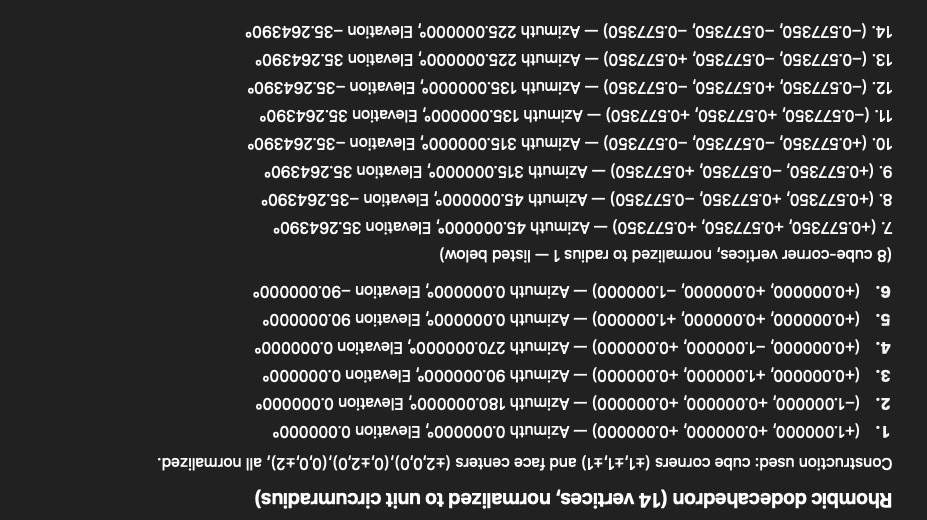 Rhombic dodecahedron (14 vertices, normalized to unit circumradius)
Construction used: cube corners (±1,±1,±1) and face centers (±2,0,0),(0,±2,0),(0,0,±2), all normalized.
1. (+1.000000, +0.000000, +0.000000) — Azimuth 0.000000°, Elevation 0.000000°
2. (−1.000000, +0.000000, +0.000000) — Azimuth 180.000000°, Elevation 0.000000°
3. (+0.000000, +1.000000, +0.000000) — Azimuth 90.000000°, Elevation 0.000000°
4. (+0.000000, −1.000000, +0.000000) — Azimuth 270.000000°, Elevation 0.000000°
5. (+0.000000, +0.000000, +1.000000) — Azimuth 0.000000°, Elevation 90.000000°
6. (+0.000000, +0.000000, −1.000000) — Azimuth 0.000000°, Elevation −90.000000°
(8 cube-corner vertices, normalized to radius 1 — listed below)
7. (+0.577350, +0.577350, +0.577350) — Azimuth 45.000000°, Elevation 35.264390°
8. (+0.577350, +0.577350, −0.577350) — Azimuth 45.000000°, Elevation −35.264390°
9. (+0.577350, −0.577350, +0.577350) — Azimuth 315.000000°, Elevation 35.264390°
10. (+0.577350, −0.577350, −0.577350) — Azimuth 315.000000°, Elevation −35.264390°
11. (−0.577350, +0.577350, +0.577350) — Azimuth 135.000000°, Elevation 35.264390°
12. (−0.577350, +0.577350, −0.577350) — Azimuth 135.000000°, Elevation −35.264390°
13. (−0.577350, −0.577350, +0.577350) — Azimuth 225.000000°, Elevation 35.264390°
14. (−0.577350, −0.577350, −0.577350) — Azimuth 225.000000°, Elevation −35.264390°